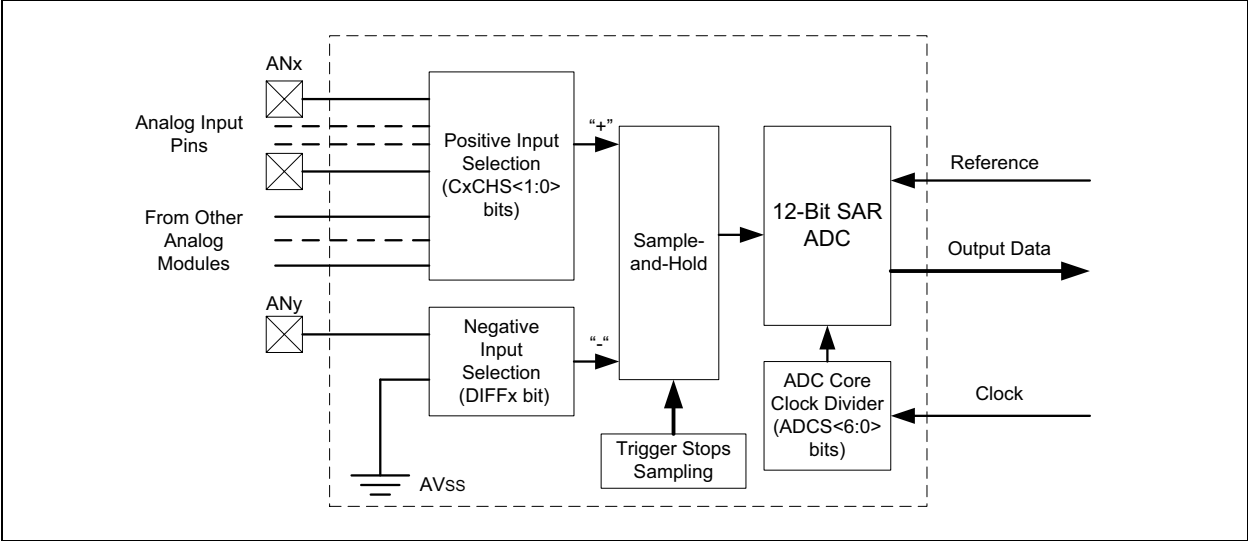 ANx
Analog Input
Pins
From Other
Analog
Modules
ANy
Positive Input
Selection
(CxCHS<1:0>
bits)
“+”
Negative
Input
Selection
(DIFFx bit)
“-“
AVSS
Sample-
and-Hold
Trigger Stops
Sampling
12-Bit SAR
ADC
ADC Core
Clock Divider
(ADCS<6:0>
bits)
Reference
Output Data
Clock